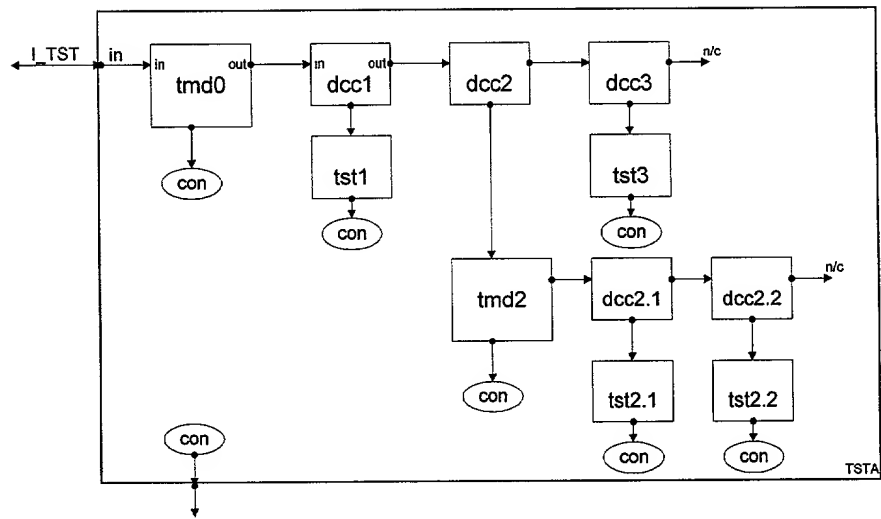 I_TST in
in out
tmd0
in out
dcc1
dcc2
dcc3
n/c
con
tst1
tst3
con
con
tmd2
dcc2.1
dcc2.2
n/c
con
tst2.1
tst2.2
con
con
con
TSTA